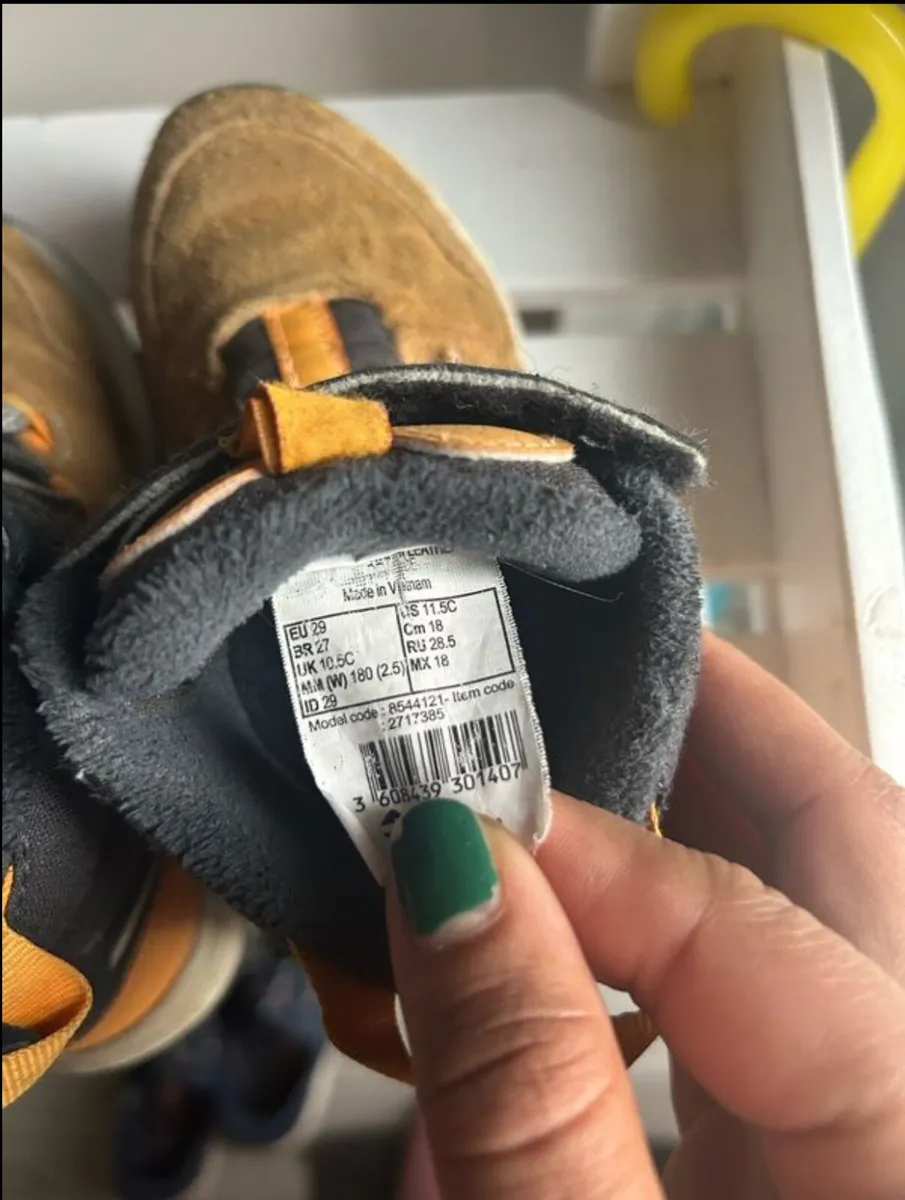 LEATHER
Made in Vietnam
EU 29
BR 27
UK 10.5C
MM (W) 180 (2.5)
ID 29
US 11.5C
Cm 18
RU 28.5
MX 18
Model code : 8544121- Item code
: 2717385
3 608439 301407